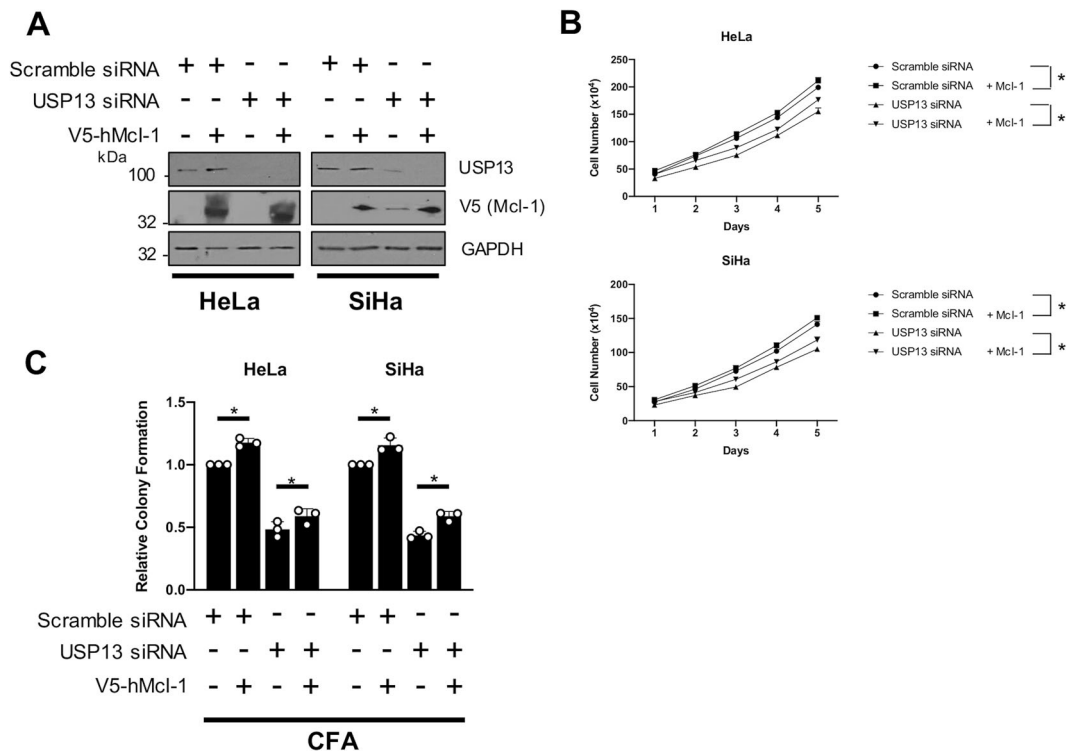 A
Scramble siRNA + + - - + + - -
USP13 siRNA - - + + - - + +
V5-hMcl-1 - + - + - + - +
kDa
100
USP13
32
V5 (Mcl-1)
32
GAPDH
HeLa SiHa
B
HeLa
Cell Number (x10⁴)
250
200
150
100
50
0
1 2 3 4 5
Days
Scramble siRNA
Scramble siRNA + Mcl-1
*
USP13 siRNA
USP13 siRNA + Mcl-1
*
SiHa
Cell Number (x10⁴)
200
150
100
50
0
1 2 3 4 5
Days
Scramble siRNA
Scramble siRNA + Mcl-1
*
USP13 siRNA
USP13 siRNA + Mcl-1
*
C
HeLa SiHa
Relative Colony Formation
1.5
1.0
0.5
0.0
* * * *
Scramble siRNA + + - - + + - -
USP13 siRNA - - + + - - + +
V5-hMcl-1 - + - + - + - +
CFA